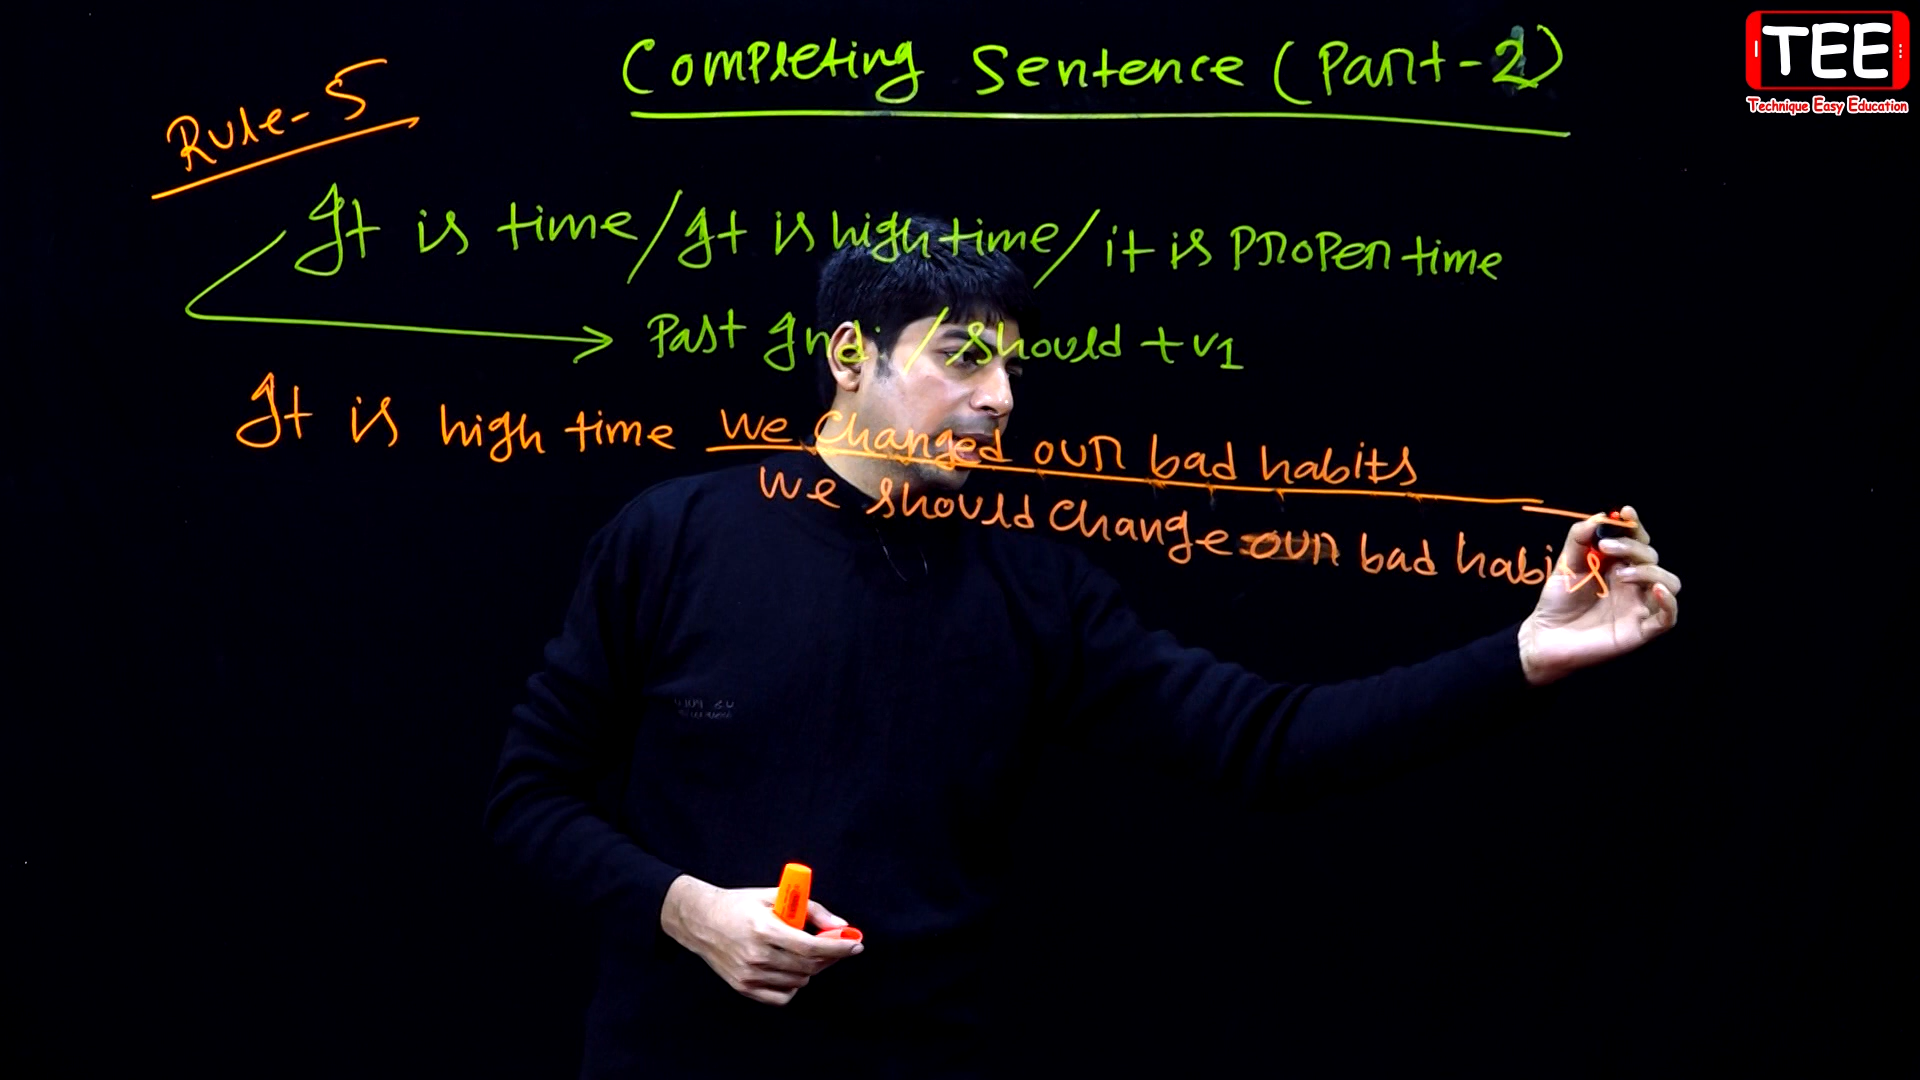 Completing Sentence (Part-2)
TEE
Technique Easy Education
Rule-5
It is time/It is high time/it is proper time
Past Indi: / should + v1
It is high time we changed our bad habits
we should change our bad habits